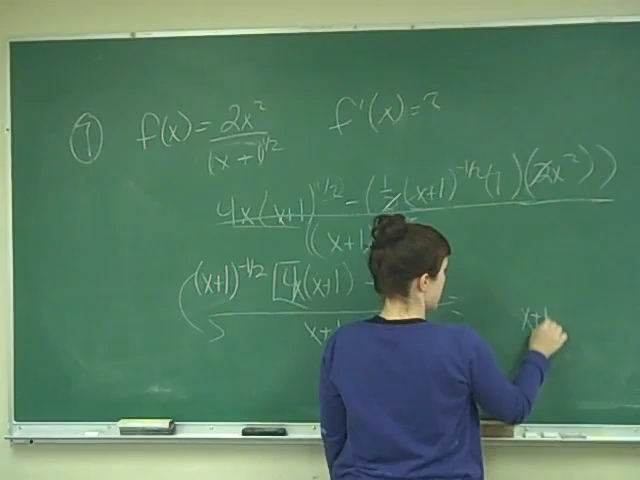 ⑦ f(x) = 2x² / (x+1)^1/2 f'(x) = ?
4x(x+1)^1/2 - (1/2(x+1)^-1/2(1)(2x²))
((x+1)
(x+1)^-1/2 [4x(x+1) - =
x+1 x+1